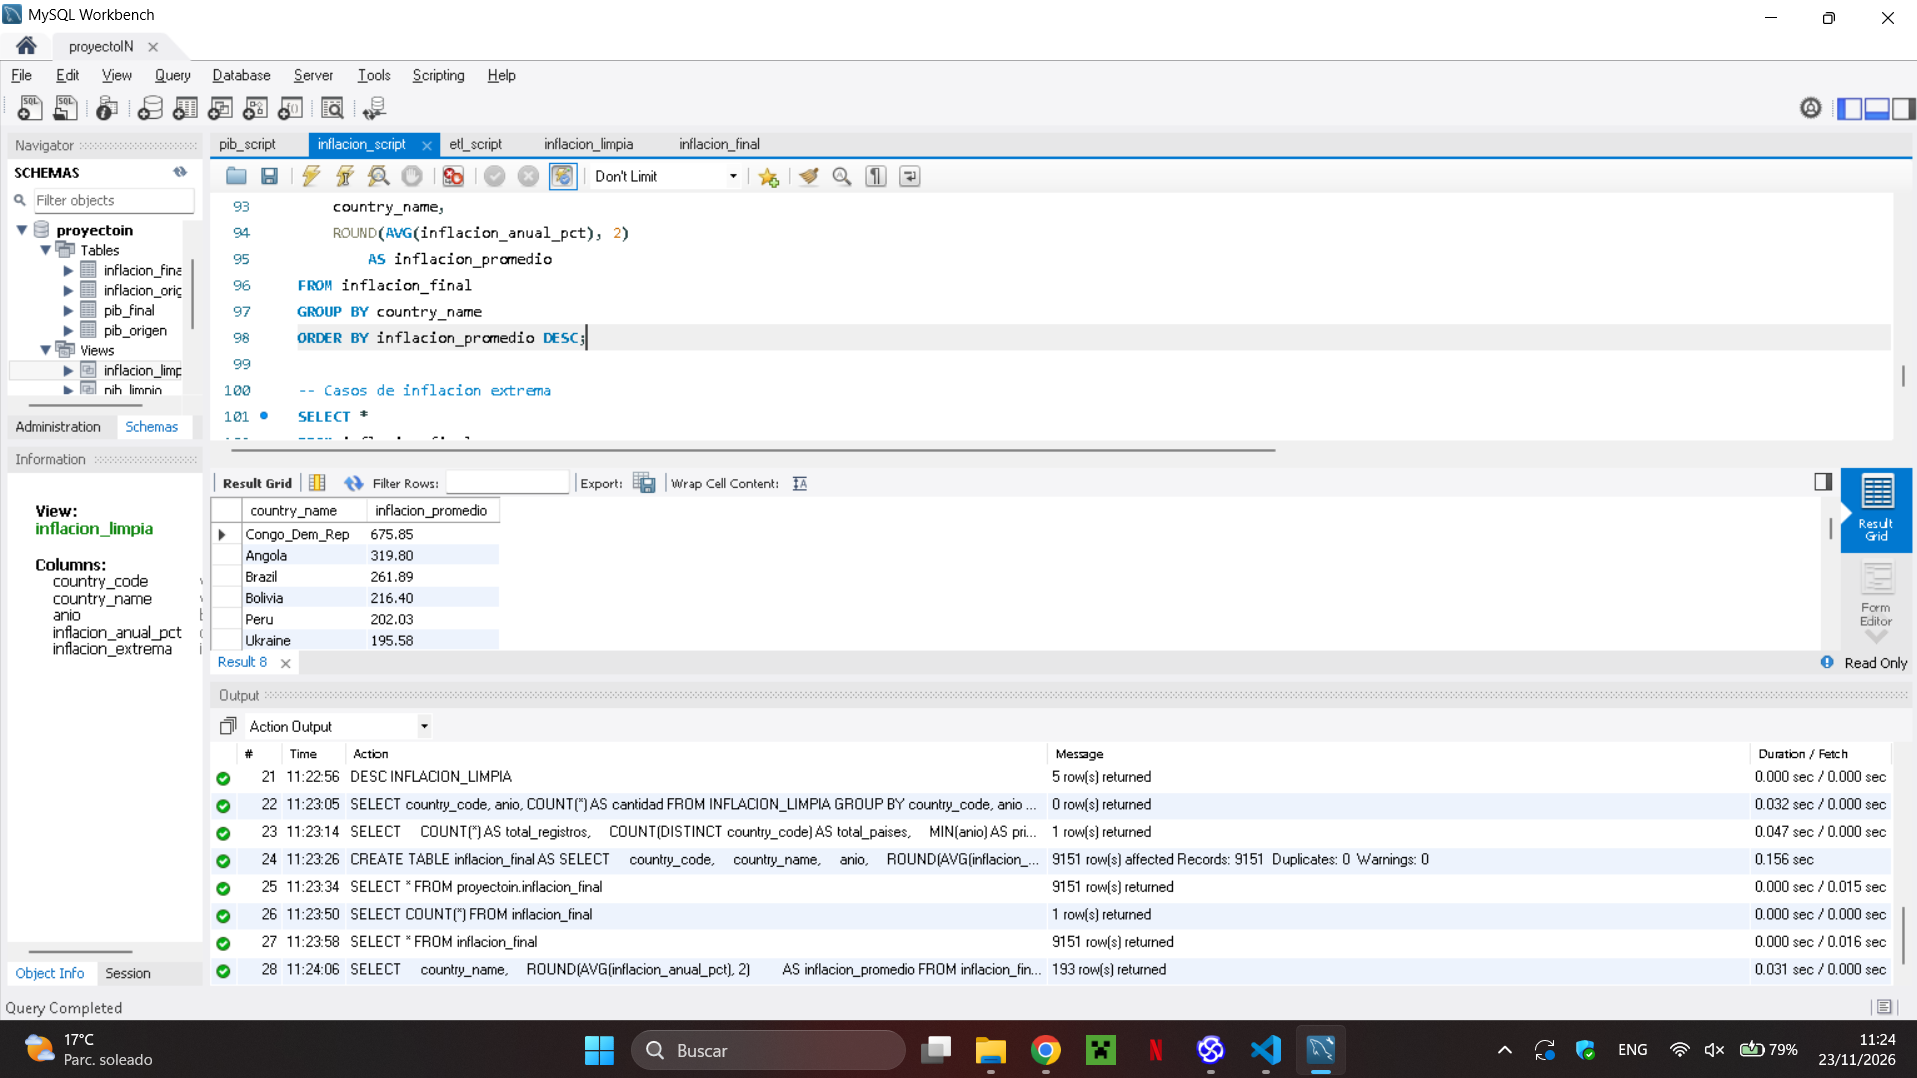 MySQL Workbench
proyectoIN
File Edit View Query Database Server Tools Scripting Help
Navigator
SCHEMAS
Filter objects
proyectoin
Tables
inflacion_fina
inflacion_orig
pib_final
pib_origen
Views
inflacion_limp
pib_limpio
Administration Schemas
Information
View:
inflacion_limpia
Columns:
country_code
country_name
anio
inflacion_anual_pct
inflacion_extrema
Object Info Session
pib_script inflacion_script etl_script inflacion_limpia inflacion_final
Don't Limit
93 country_name,
94 ROUND(AVG(inflacion_anual_pct), 2)
95 AS inflacion_promedio
96 FROM inflacion_final
97 GROUP BY country_name
98 ORDER BY inflacion_promedio DESC;
99
100 -- Casos de inflacion extrema
101 SELECT *
Result Grid Filter Rows: Export: Wrap Cell Content:
country_name inflacion_promedio
Congo_Dem_Rep 675.85
Angola 319.80
Brazil 261.89
Bolivia 216.40
Peru 202.03
Ukraine 195.58
Result Grid
Form Editor
Result 8
Read Only
Output
Action Output
# Time Action Message Duration / Fetch
21 11:22:56 DESC INFLACION_LIMPIA 5 row(s) returned 0.000 sec / 0.000 sec
22 11:23:05 SELECT country_code, anio, COUNT(*) AS cantidad FROM INFLACION_LIMPIA GROUP BY country_code, anio ... 0 row(s) returned 0.032 sec / 0.000 sec
23 11:23:14 SELECT COUNT(*) AS total_registros, COUNT(DISTINCT country_code) AS total_paises, MIN(anio) AS pri... 1 row(s) returned 0.047 sec / 0.000 sec
24 11:23:26 CREATE TABLE inflacion_final AS SELECT country_code, country_name, anio, ROUND(AVG(inflacion_... 9151 row(s) affected Records: 9151 Duplicates: 0 Warnings: 0 0.156 sec
25 11:23:34 SELECT * FROM proyectoin.inflacion_final 9151 row(s) returned 0.000 sec / 0.015 sec
26 11:23:50 SELECT COUNT(*) FROM inflacion_final 1 row(s) returned 0.000 sec / 0.000 sec
27 11:23:58 SELECT * FROM inflacion_final 9151 row(s) returned 0.000 sec / 0.016 sec
28 11:24:06 SELECT country_name, ROUND(AVG(inflacion_anual_pct), 2) AS inflacion_promedio FROM inflacion_fin... 193 row(s) returned 0.031 sec / 0.000 sec
Query Completed
17°C
Parc. soleado
Buscar
ENG
79%
11:24
23/11/2026